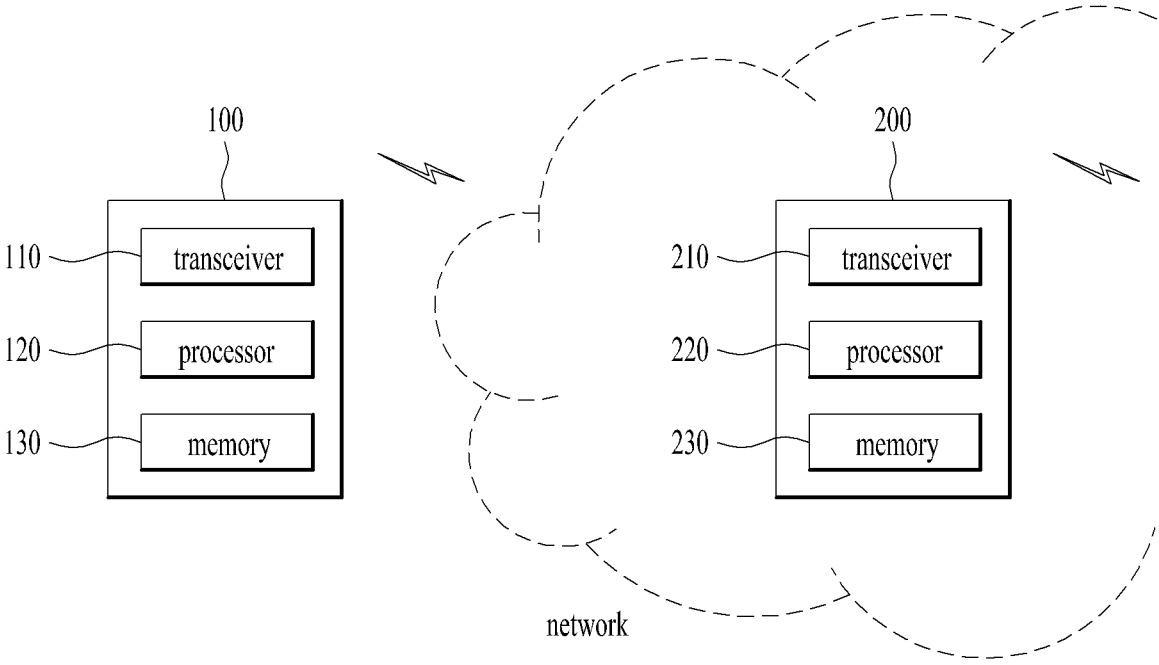 100 200
110 transceiver 210 transceiver
120 processor 220 processor
130 memory 230 memory
network